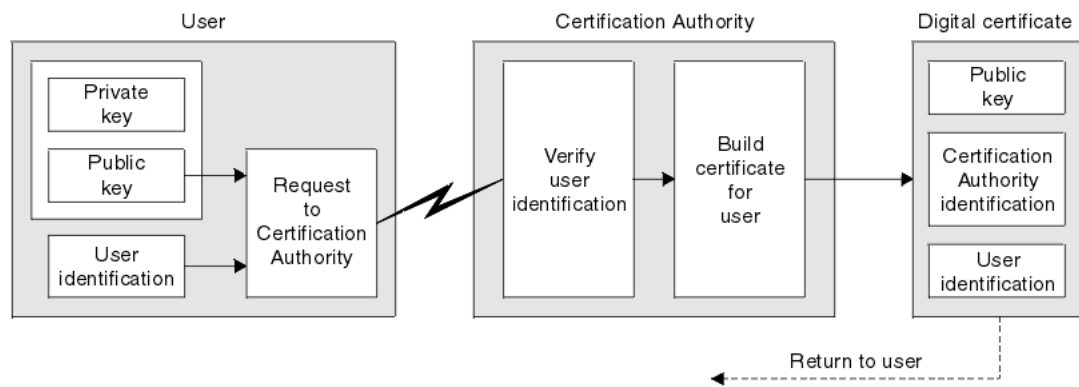 User
Certification Authority
Digital certificate
Private
key
Public
key
User
identification
Request
to
Certification
Authority
Verify
user
identification
Build
certificate
for
user
Public
key
Certification
Authority
identification
User
identification
Return to user